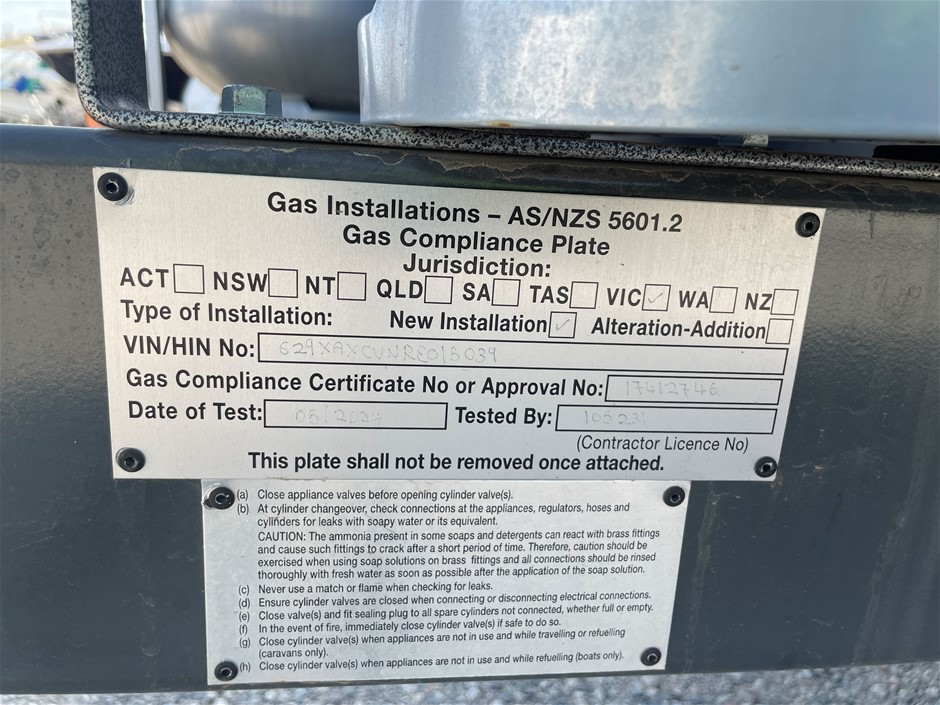 Gas Installations – AS/NZS 5601.2
Gas Compliance Plate
Jurisdiction:
ACT NSW NT QLD SA TAS VIC ✓ WA NZ
Type of Installation: New Installation ✓ Alteration-Addition
VIN/HIN No:
Gas Compliance Certificate No or Approval No: 17412746
Date of Test: Tested By:
(Contractor Licence No)
This plate shall not be removed once attached.
(a) Close appliance valves before opening cylinder valve(s).
(b) At cylinder changeover, check connections at the appliances, regulators, hoses and
cylinders for leaks with soapy water or its equivalent.
CAUTION: The ammonia present in some soaps and detergents can react with brass fittings
and cause such fittings to crack after a short period of time. Therefore, caution should be
exercised when using soap solutions on brass fittings and all connections should be rinsed
thoroughly with fresh water as soon as possible after the application of the soap solution.
(c) Never use a match or flame when checking for leaks.
(d) Ensure cylinder valves are closed when connecting or disconnecting electrical connections.
(e) Close valve(s) and fit sealing plug to all spare cylinders not connected, whether full or empty.
(f) In the event of fire, immediately close cylinder valve(s) if safe to do so.
(g) Close cylinder valve(s) when appliances are not in use and while travelling or refuelling
(caravans only).
(h) Close cylinder valve(s) when appliances are not in use and while refuelling (boats only).